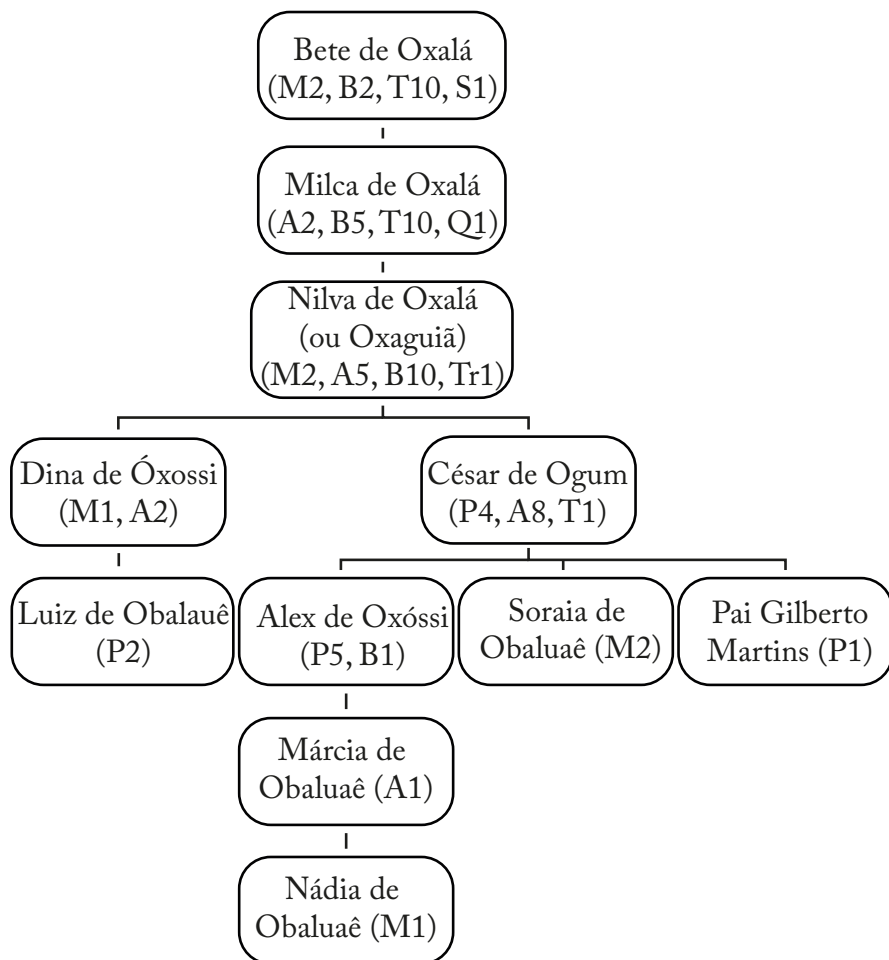 Bete de Oxalá
(M2, B2, T10, S1)
Milca de Oxalá
(A2, B5, T10, Q1)
Nilva de Oxalá
(ou Oxaguiã)
(M2, A5, B10, Tr1)
Dina de Óxossi
(M1, A2)
César de Ogum
(P4, A8, T1)
Luiz de Obalauê
(P2)
Alex de Oxóssi
(P5, B1)
Soraia de
Obaluaê (M2)
Pai Gilberto
Martins (P1)
Márcia de
Obaluaê (A1)
Nádia de
Obaluaê (M1)